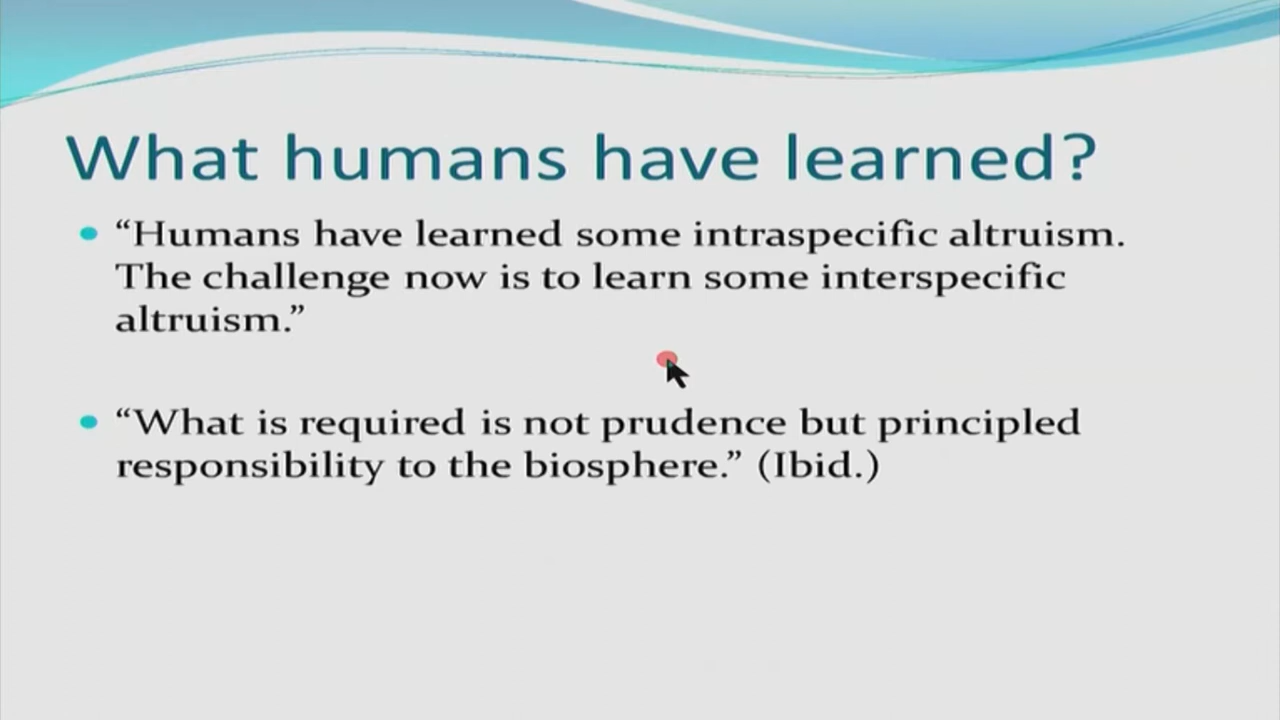 What humans have learned?
“Humans have learned some intraspecific altruism.
The challenge now is to learn some interspecific
altruism.”
“What is required is not prudence but principled
responsibility to the biosphere.” (Ibid.)